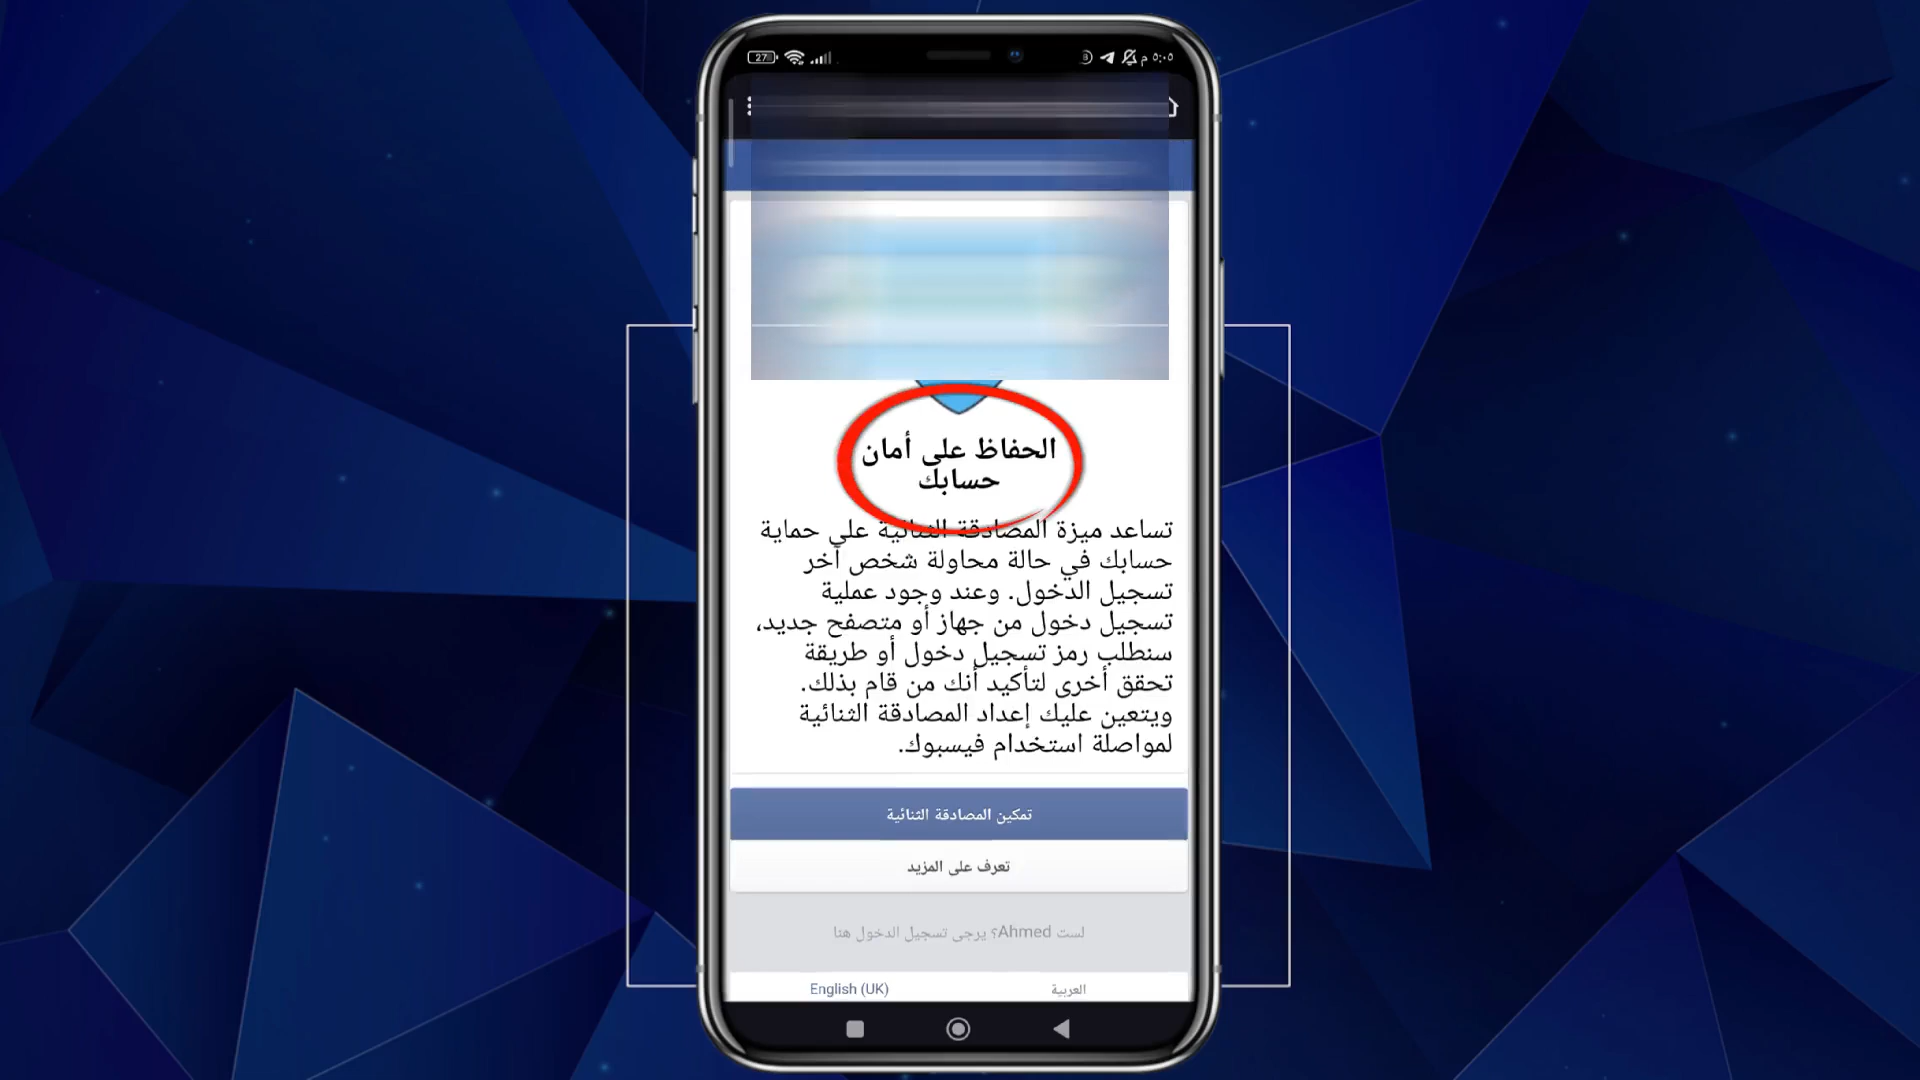 27
م ٥:٠٥
الحفاظ على أمان
حسابك
تساعد ميزة المصادقة الثنائية على حماية
حسابك في حالة محاولة شخص آخر
تسجيل الدخول. وعند وجود عملية
تسجيل دخول من جهاز أو متصفح جديد،
سنطلب رمز تسجيل دخول أو طريقة
تحقق أخرى لتأكيد أنك من قام بذلك.
ويتعين عليك إعداد المصادقة الثنائية
لمواصلة استخدام فيسبوك.
تمكين المصادقة الثنائية
تعرف على المزيد
لست Ahmed؟ يرجى تسجيل الدخول هنا
العربية
English (UK)